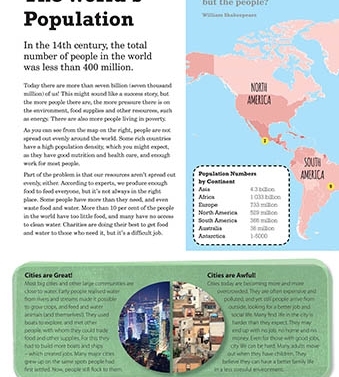 The World's
Population
but the people?
William Shakespeare
In the 14th century, the total
number of people in the world
was less than 400 million.
Today there are more than seven billion (seven thousand
million) of us! This might sound like a success story, but
the more people there are, the more pressure there is on
the environment, food supplies and other resources, such
as energy. There are also more people living in poverty.
As you can see from the map on the right, people are not
spread out evenly around the world. Some rich countries
have a high population density, which you might expect,
as they have good nutrition and health care, and enough
work for most people.
Part of the problem is that our resources aren't spread out
evenly, either. According to experts, we produce enough
food to feed everybody, but it's not always in the right
place. Some people have more than they need, and even
waste food and water. More than 10 per cent of the people
in the world have too little food, and many have no access
to clean water. Charities are doing their best to get food
and water to those who need it, but it's a difficult job.
NORTH
AMERICA
2
SOUTH
AMERICA
Population Numbers
by Continent
Asia 4.3 billion
Africa 1 033 billion
Europe 733 million
North America 529 million
South America 388 million
Australia 36 million
Antarctica 1-5000
Cities are Great!
Most big cities and other large communities are
close to water. Early people realised water
from rivers and streams made it possible
to grow crops, and feed and water
animals (and themselves!). They used
boats to explore and met other
people, with whom they could trade
food and other supplies. For this they
had to build more boats and ships
– which created jobs. Many major cities
grew up on the same spots people had
first settled. Now, people still flock to them.
Cities are Awful!
Cities today are becoming more and more
overcrowded. They are often expensive and
polluted, and yet still people arrive from
outside, looking for a better job and
social life. Many find life in the city is
harder than they expected. They may
end up with no job, no home and no
money. Even for those with good jobs,
city life can be hard. Many adults move
out when they have children. They
believe they can have a better family life
in a less stressful environment.